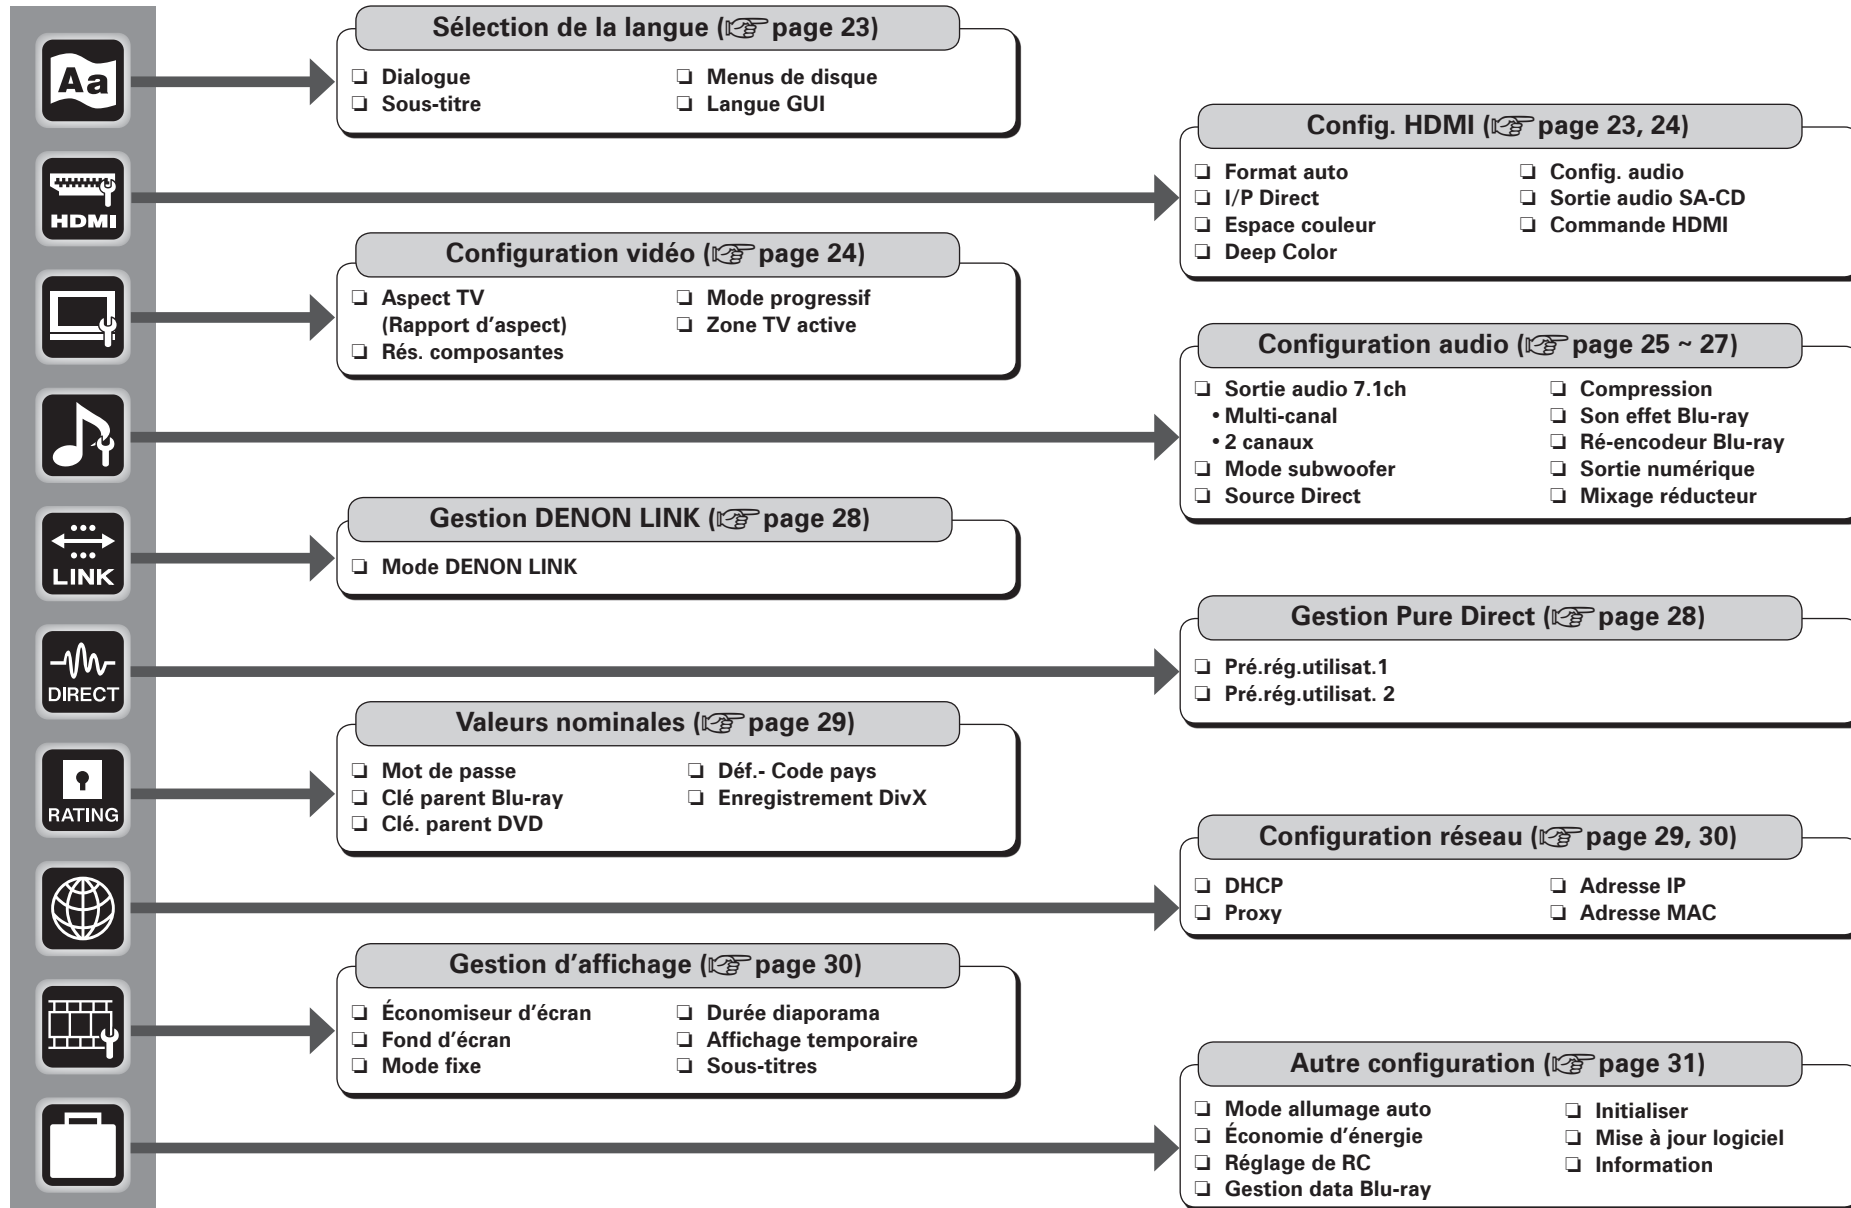 Aa
Sélection de la langue (☞ page 23)
❏ Dialogue
❏ Sous-titre
❏ Menus de disque
❏ Langue GUI
HDMI
Config. HDMI (☞ page 23, 24)
❏ Format auto
❏ I/P Direct
❏ Espace couleur
❏ Deep Color
❏ Config. audio
❏ Sortie audio SA-CD
❏ Commande HDMI
Configuration vidéo (☞ page 24)
❏ Aspect TV
(Rapport d’aspect)
❏ Rés. composantes
❏ Mode progressif
❏ Zone TV active
Configuration audio (☞ page 25 ~ 27)
❏ Sortie audio 7.1ch
• Multi-canal
• 2 canaux
❏ Mode subwoofer
❏ Source Direct
❏ Compression
❏ Son effet Blu-ray
❏ Ré-encodeur Blu-ray
❏ Sortie numérique
❏ Mixage réducteur
LINK
Gestion DENON LINK (☞ page 28)
❏ Mode DENON LINK
DIRECT
Gestion Pure Direct (☞ page 28)
❏ Pré.rég.utilisat.1
❏ Pré.rég.utilisat. 2
RATING
Valeurs nominales (☞ page 29)
❏ Mot de passe
❏ Clé parent Blu-ray
❏ Clé. parent DVD
❏ Déf.- Code pays
❏ Enregistrement DivX
Configuration réseau (☞ page 29, 30)
❏ DHCP
❏ Proxy
❏ Adresse IP
❏ Adresse MAC
Gestion d’affichage (☞ page 30)
❏ Économiseur d’écran
❏ Fond d’écran
❏ Mode fixe
❏ Durée diaporama
❏ Affichage temporaire
❏ Sous-titres
Autre configuration (☞ page 31)
❏ Mode allumage auto
❏ Économie d’énergie
❏ Réglage de RC
❏ Gestion data Blu-ray
❏ Initialiser
❏ Mise à jour logiciel
❏ Information